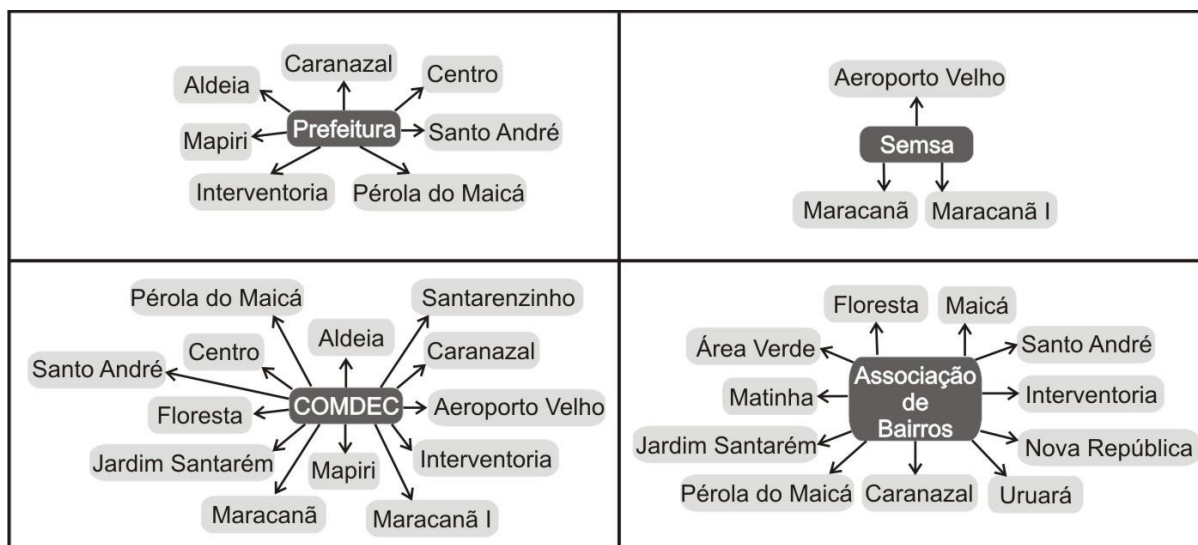 Caranazal
Aldeia
Centro
Prefeitura
Mapiri
Santo André
Interventoria
Pérola do Maicá
Aeroporto Velho
Semsa
Maracanã
Maracanã I
Pérola do Maicá
Santarenzinho
Aldeia
Centro
Caranazal
Santo André
COMDEC
Aeroporto Velho
Floresta
Jardim Santarém
Mapiri
Interventoria
Maracanã
Maracanã I
Floresta
Maicá
Área Verde
Santo André
Associação
de
Bairros
Matinha
Interventoria
Jardim Santarém
Nova República
Pérola do Maicá
Caranazal
Uruará